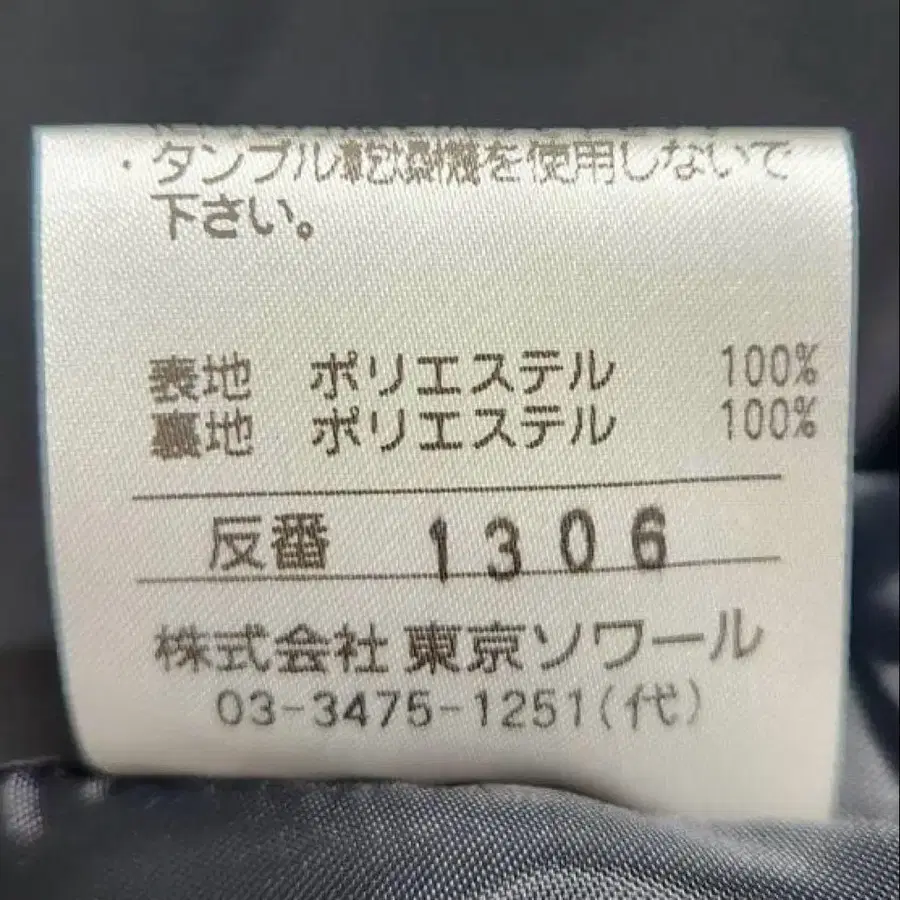 ・タンブル乾燥機を使用しないで
下さい。
表地 ポリエステル 100%
裏地 ポリエステル 100%
反番 1306
株式会社 東京ソワール
03-3475-1251(代)